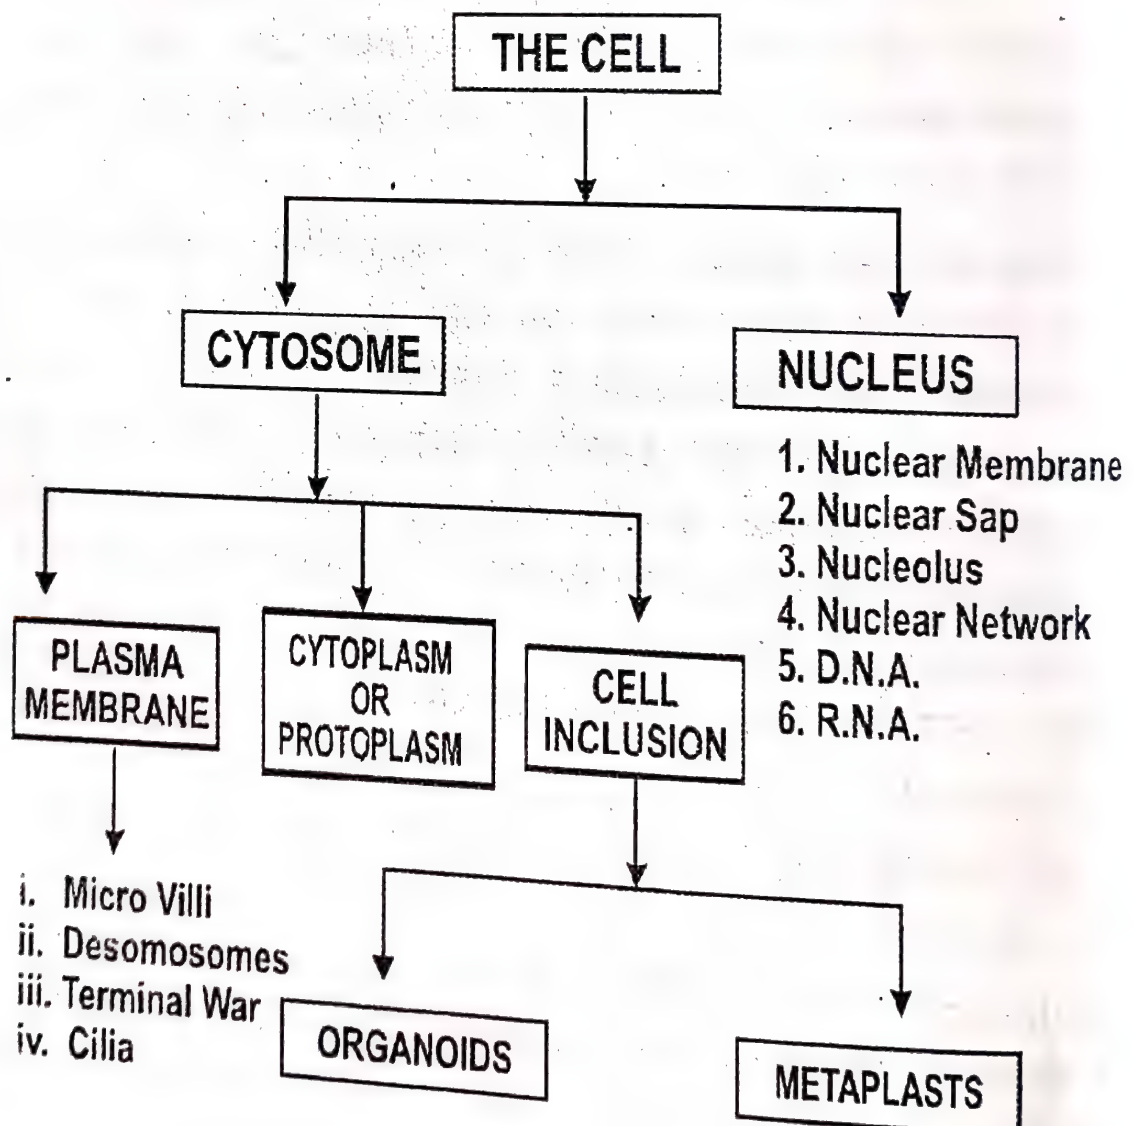 THE CELL
CYTOSOME
NUCLEUS
1. Nuclear Membrane
2. Nuclear Sap
3. Nucleolus
4. Nuclear Network
5. D.N.A.
6. R.N.A.
PLASMA
MEMBRANE
CYTOPLASM
OR
PROTOPLASM
CELL
INCLUSION
i. Micro Villi
ii. Desomosomes
iii. Terminal War
iv. Cilia
ORGANOIDS
METAPLASTS